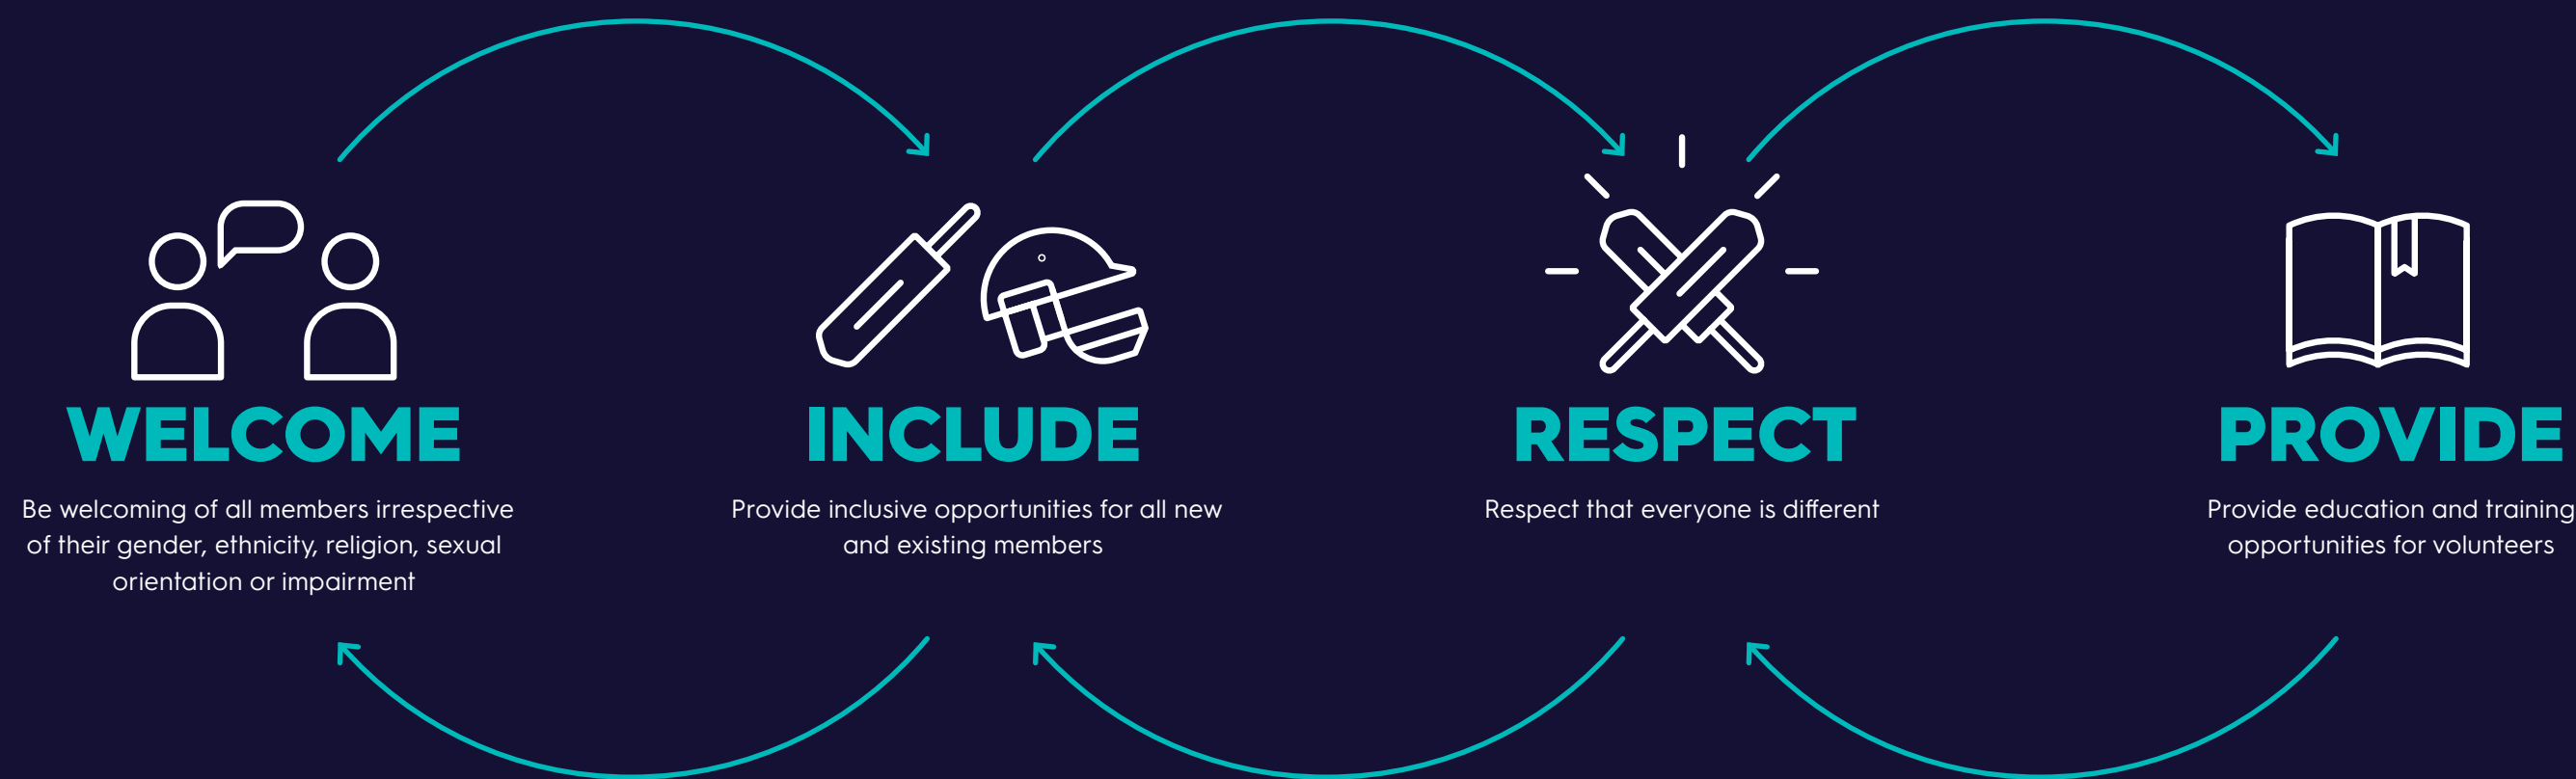 WELCOME
Be welcoming of all members irrespective
of their gender, ethnicity, religion, sexual
orientation or impairment
INCLUDE
Provide inclusive opportunities for all new
and existing members
RESPECT
Respect that everyone is different
PROVIDE
Provide education and training
opportunities for volunteers